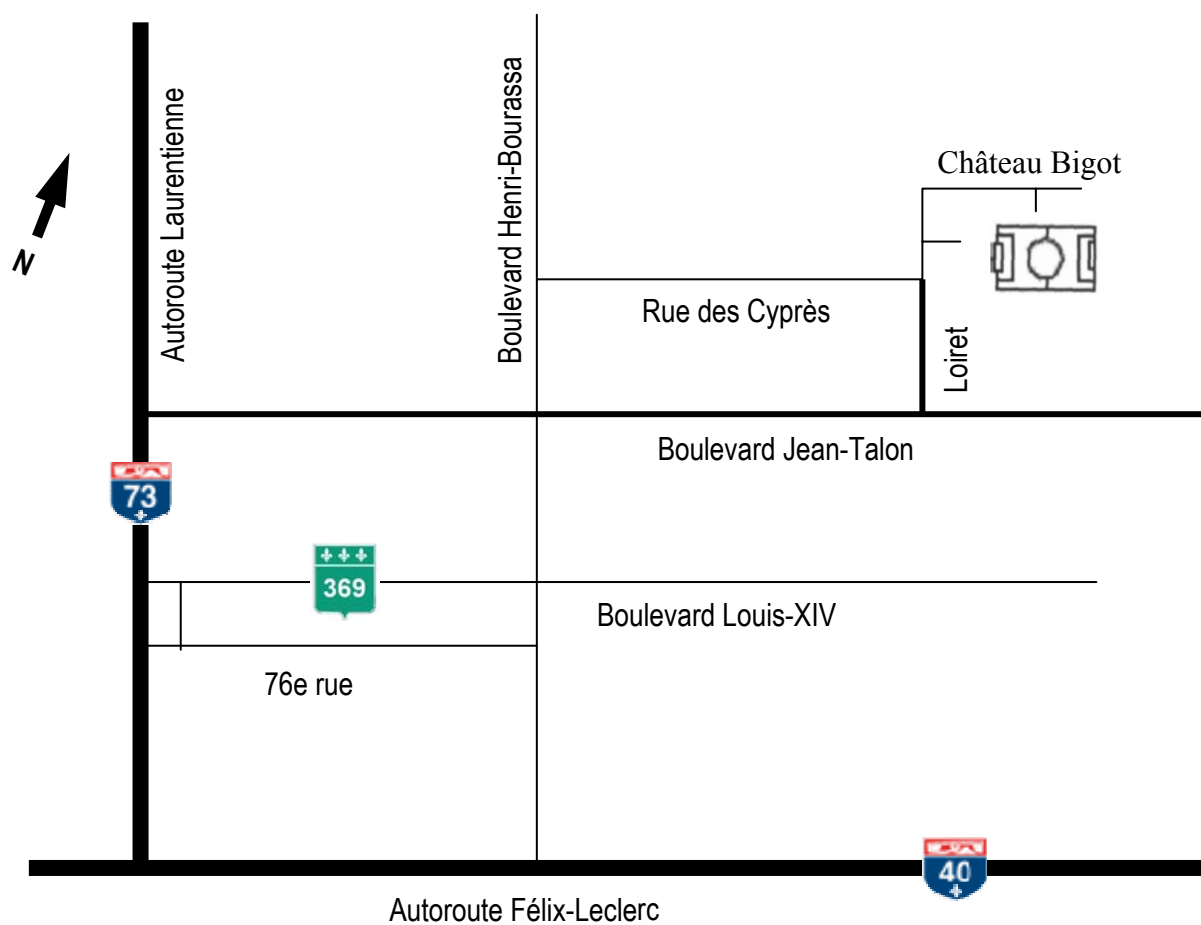 Autoroute Laurentienne
Boulevard Henri-Bourassa
Château Bigot
N
Rue des Cyprès
Loiret
Boulevard Jean-Talon
73
369
Boulevard Louis-XIV
76e rue
40
Autoroute Félix-Leclerc